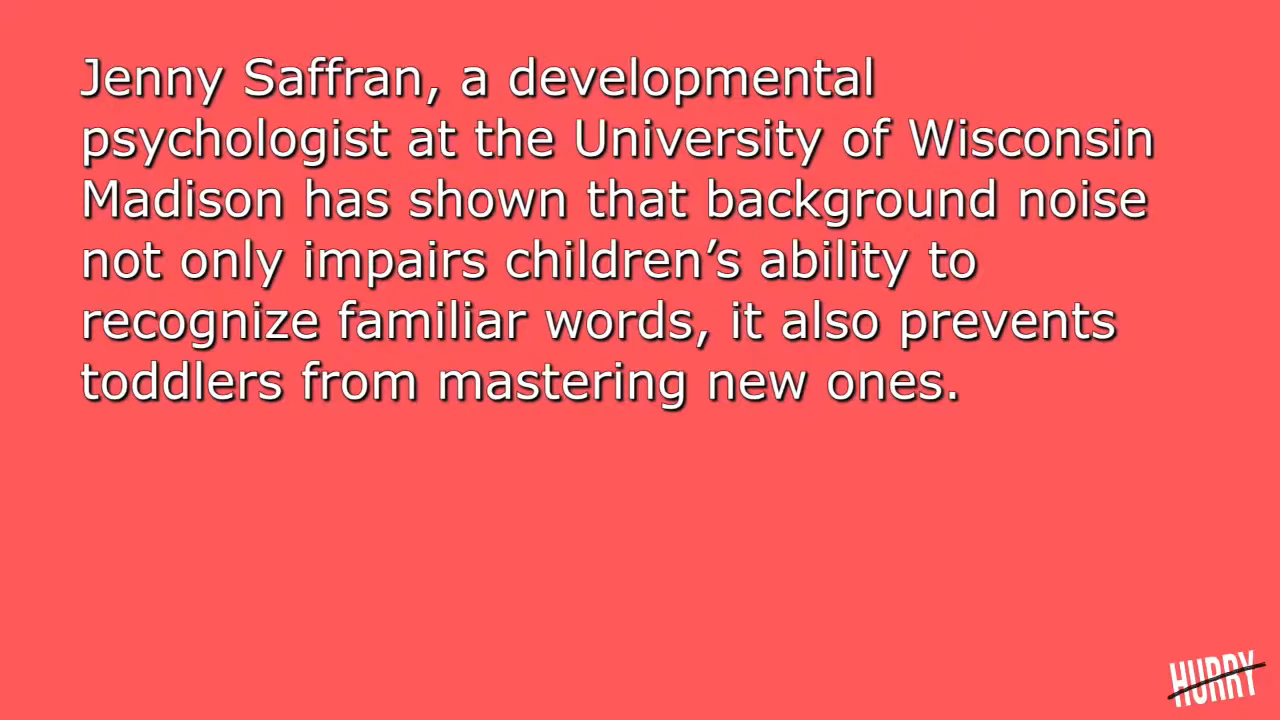 Jenny Saffran, a developmental
psychologist at the University of Wisconsin
Madison has shown that background noise
not only impairs children’s ability to
recognize familiar words, it also prevents
toddlers from mastering new ones.
HURRY